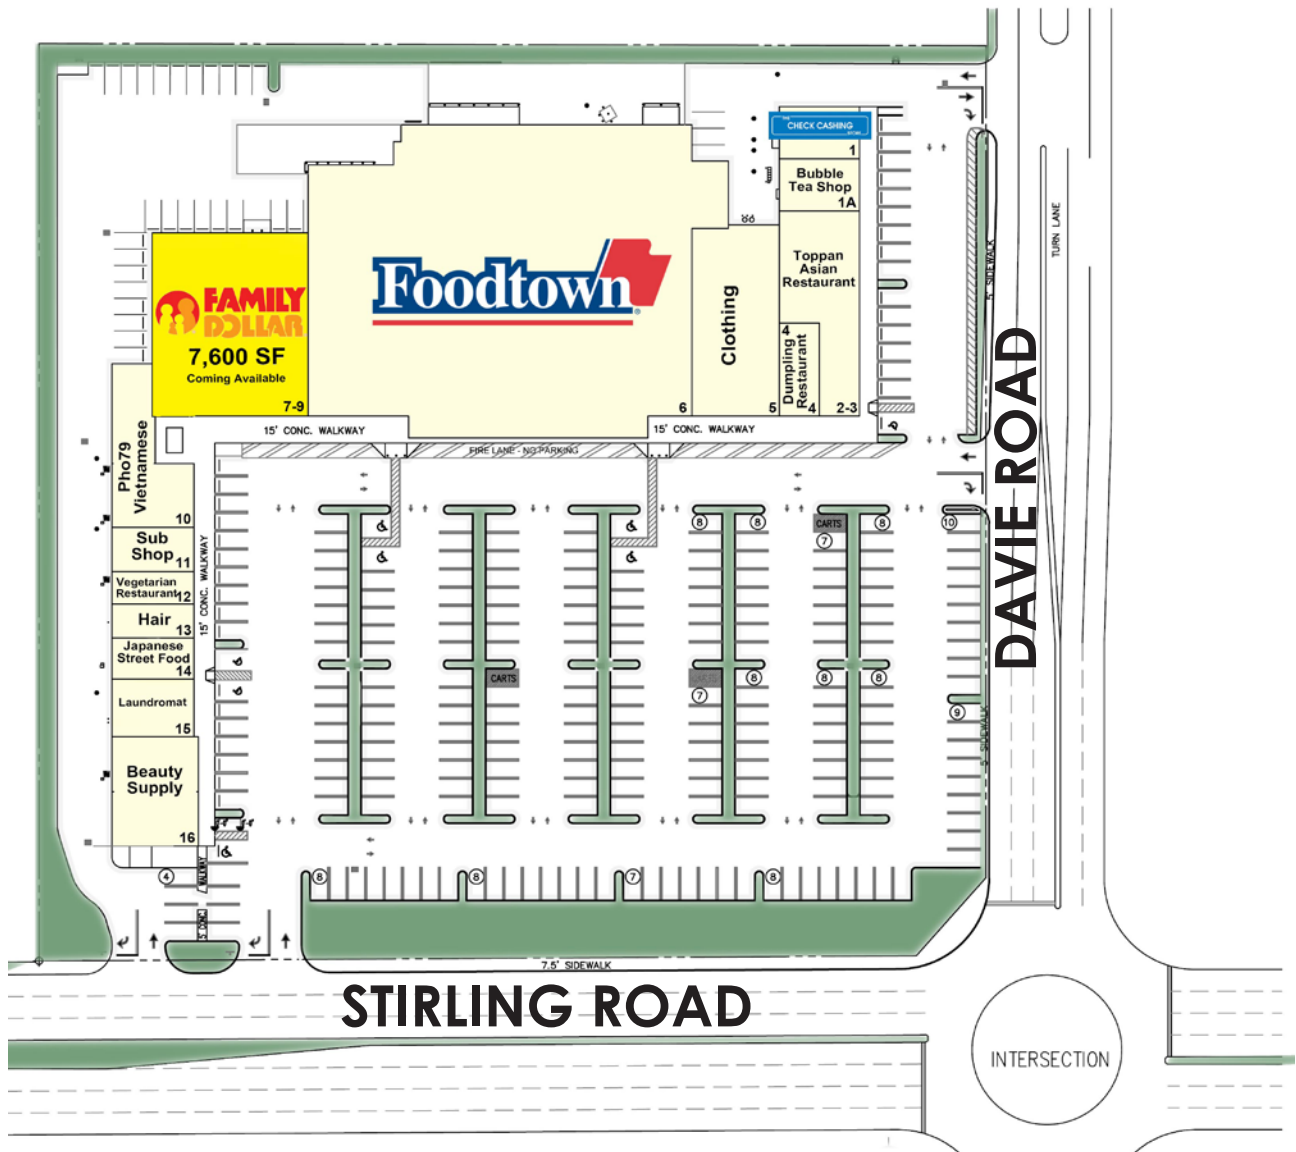 CHECK CASHING
1
Bubble
Tea Shop
1A
Toppan
Asian
Restaurant
2-3
4
Dumpling
Restaurant
4
Clothing
5
Foodtown
6
FAMILY
DOLLAR
7,600 SF
Coming Available
7-9
15' CONC. WALKWAY
15' CONC. WALKWAY
FIRE LANE - NO PARKING
Pho79
Vietnamese
10
Sub
Shop
11
Vegetarian
Restaurant
12
Hair
13
Japanese
Street Food
14
Laundromat
15
Beauty
Supply
16
15' CONC. WALKWAY
WALKWAY
5' CONC.
8
8
CARTS
7
8
10
CARTS
CARTS
7
8
8
8
9
4
8
8
7
8
5' SIDEWALK
5' SIDEWALK
TURN LANE
DAVIE ROAD
7.5' SIDEWALK
STIRLING ROAD
INTERSECTION